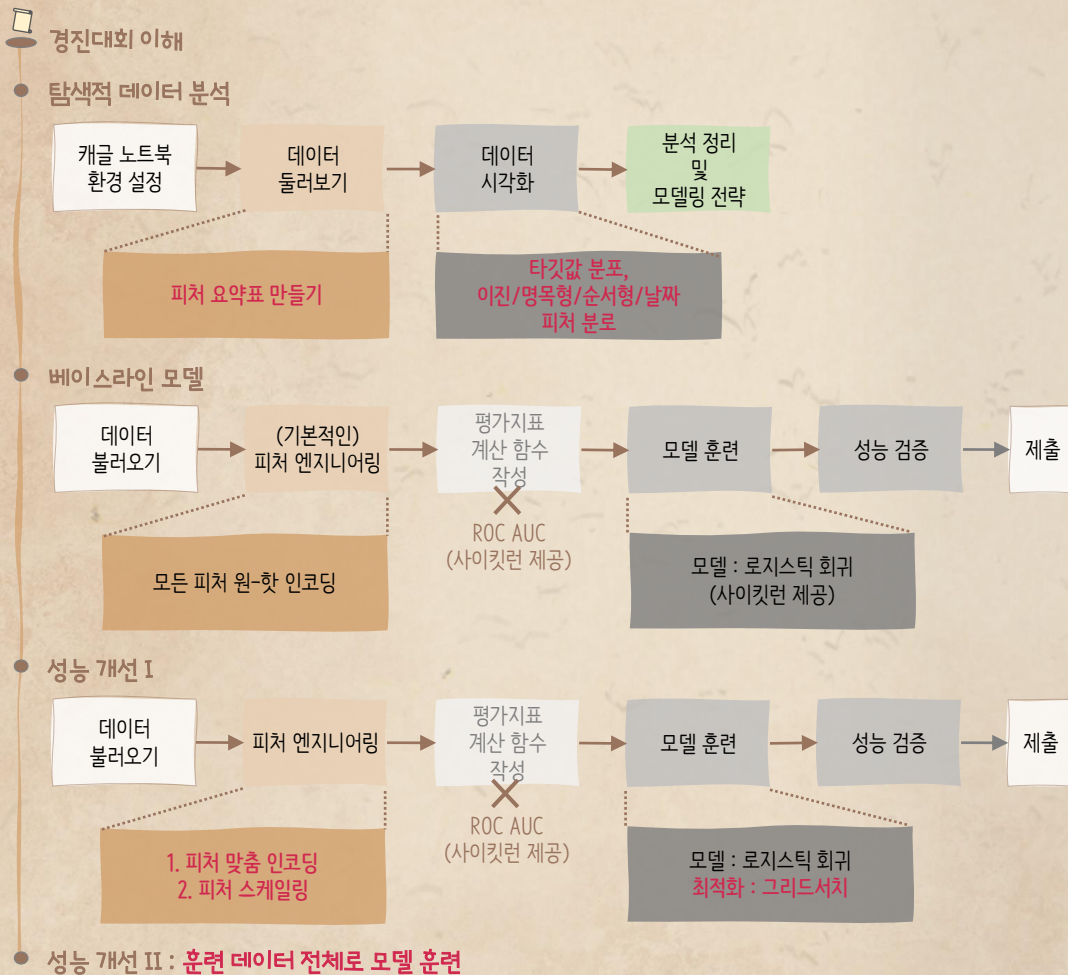 경진대회 이해
탐색적 데이터 분석
캐글 노트북
환경 설정
데이터
둘러보기
데이터
시각화
분석 정리
및
모델링 전략
피처 요약표 만들기
타깃값 분포,
이진/명목형/순서형/날짜
피처 분로
베이스라인 모델
데이터
불러오기
(기본적인)
피처 엔지니어링
평가지표
계산 함수
작성
모델 훈련
성능 검증
제출
ROC AUC
(사이킷런 제공)
모든 피처 원-핫 인코딩
모델 : 로지스틱 회귀
(사이킷런 제공)
성능 개선 I
데이터
불러오기
피처 엔지니어링
평가지표
계산 함수
작성
모델 훈련
성능 검증
제출
ROC AUC
(사이킷런 제공)
1. 피처 맞춤 인코딩
2. 피처 스케일링
모델 : 로지스틱 회귀
최적화 : 그리드서치
성능 개선 II : 훈련 데이터 전체로 모델 훈련